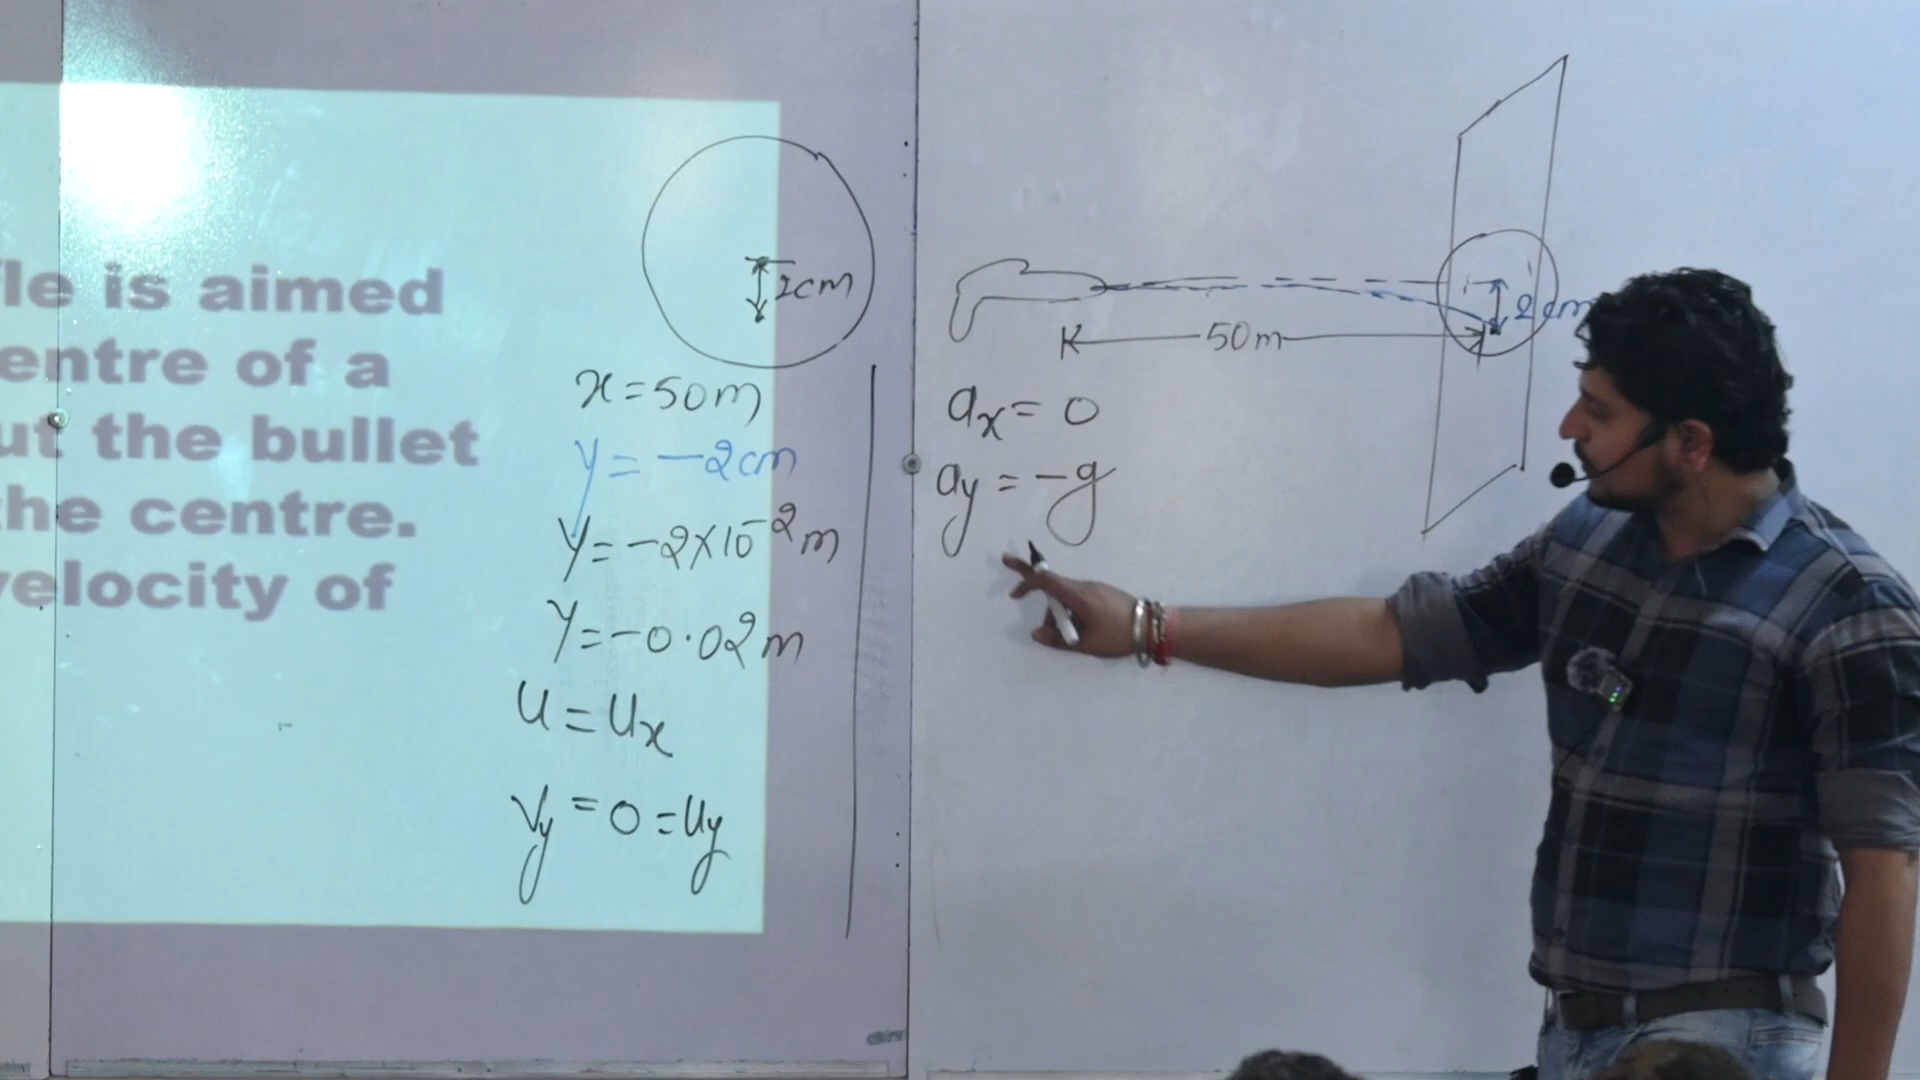 le is aimed
entre of a
ut the bullet
he centre.
velocity of
2cm
x=50m
y=-2cm
y=-2×10⁻²m
y=-0.02m
u=ux
vy=0=uy
2cm
50m
ax=0
ay=-g